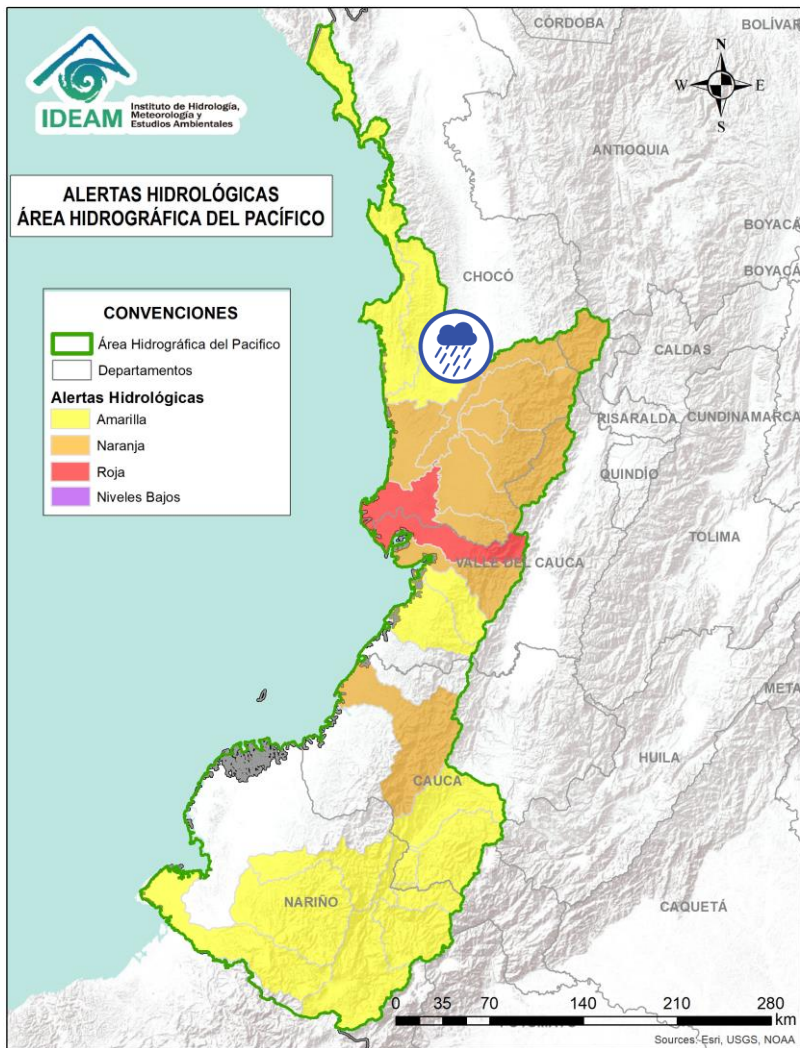 IDEAM
Instituto de Hidrología,
Meteorología y
Estudios Ambientales
ALERTAS HIDROLÓGICAS
ÁREA HIDROGRÁFICA DEL PACÍFICO
CONVENCIONES
Área Hidrográfica del Pacifico
Departamentos
Alertas Hidrológicas
Amarilla
Naranja
Roja
Niveles Bajos
N
W
E
S
CÓRDOBA
BOLÍVAR
ANTIOQUIA
BOYACÁ
BOYACÁ
CHOCÓ
CALDAS
RISARALDA
CUNDINAMARCA
QUINDÍO
TOLIMA
VALLE DEL CAUCA
META
HUILA
CAUCA
NARIÑO
CAQUETÁ
0 35 70 140 210 280
km
Sources: Esri, USGS, NOAA